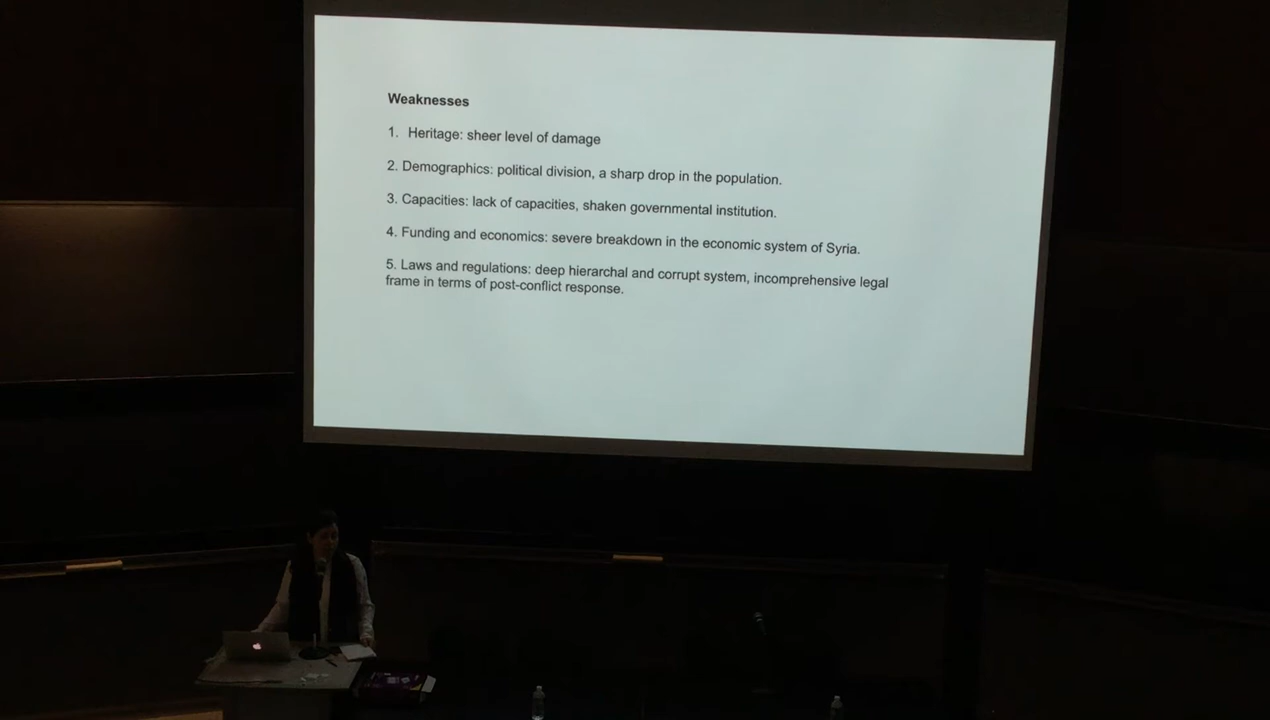 Weaknesses
1. Heritage: sheer level of damage
2. Demographics: political division, a sharp drop in the population.
3. Capacities: lack of capacities, shaken governmental institution.
4. Funding and economics: severe breakdown in the economic system of Syria.
5. Laws and regulations: deep hierarchal and corrupt system, incomprehensive legal
frame in terms of post-conflict response.